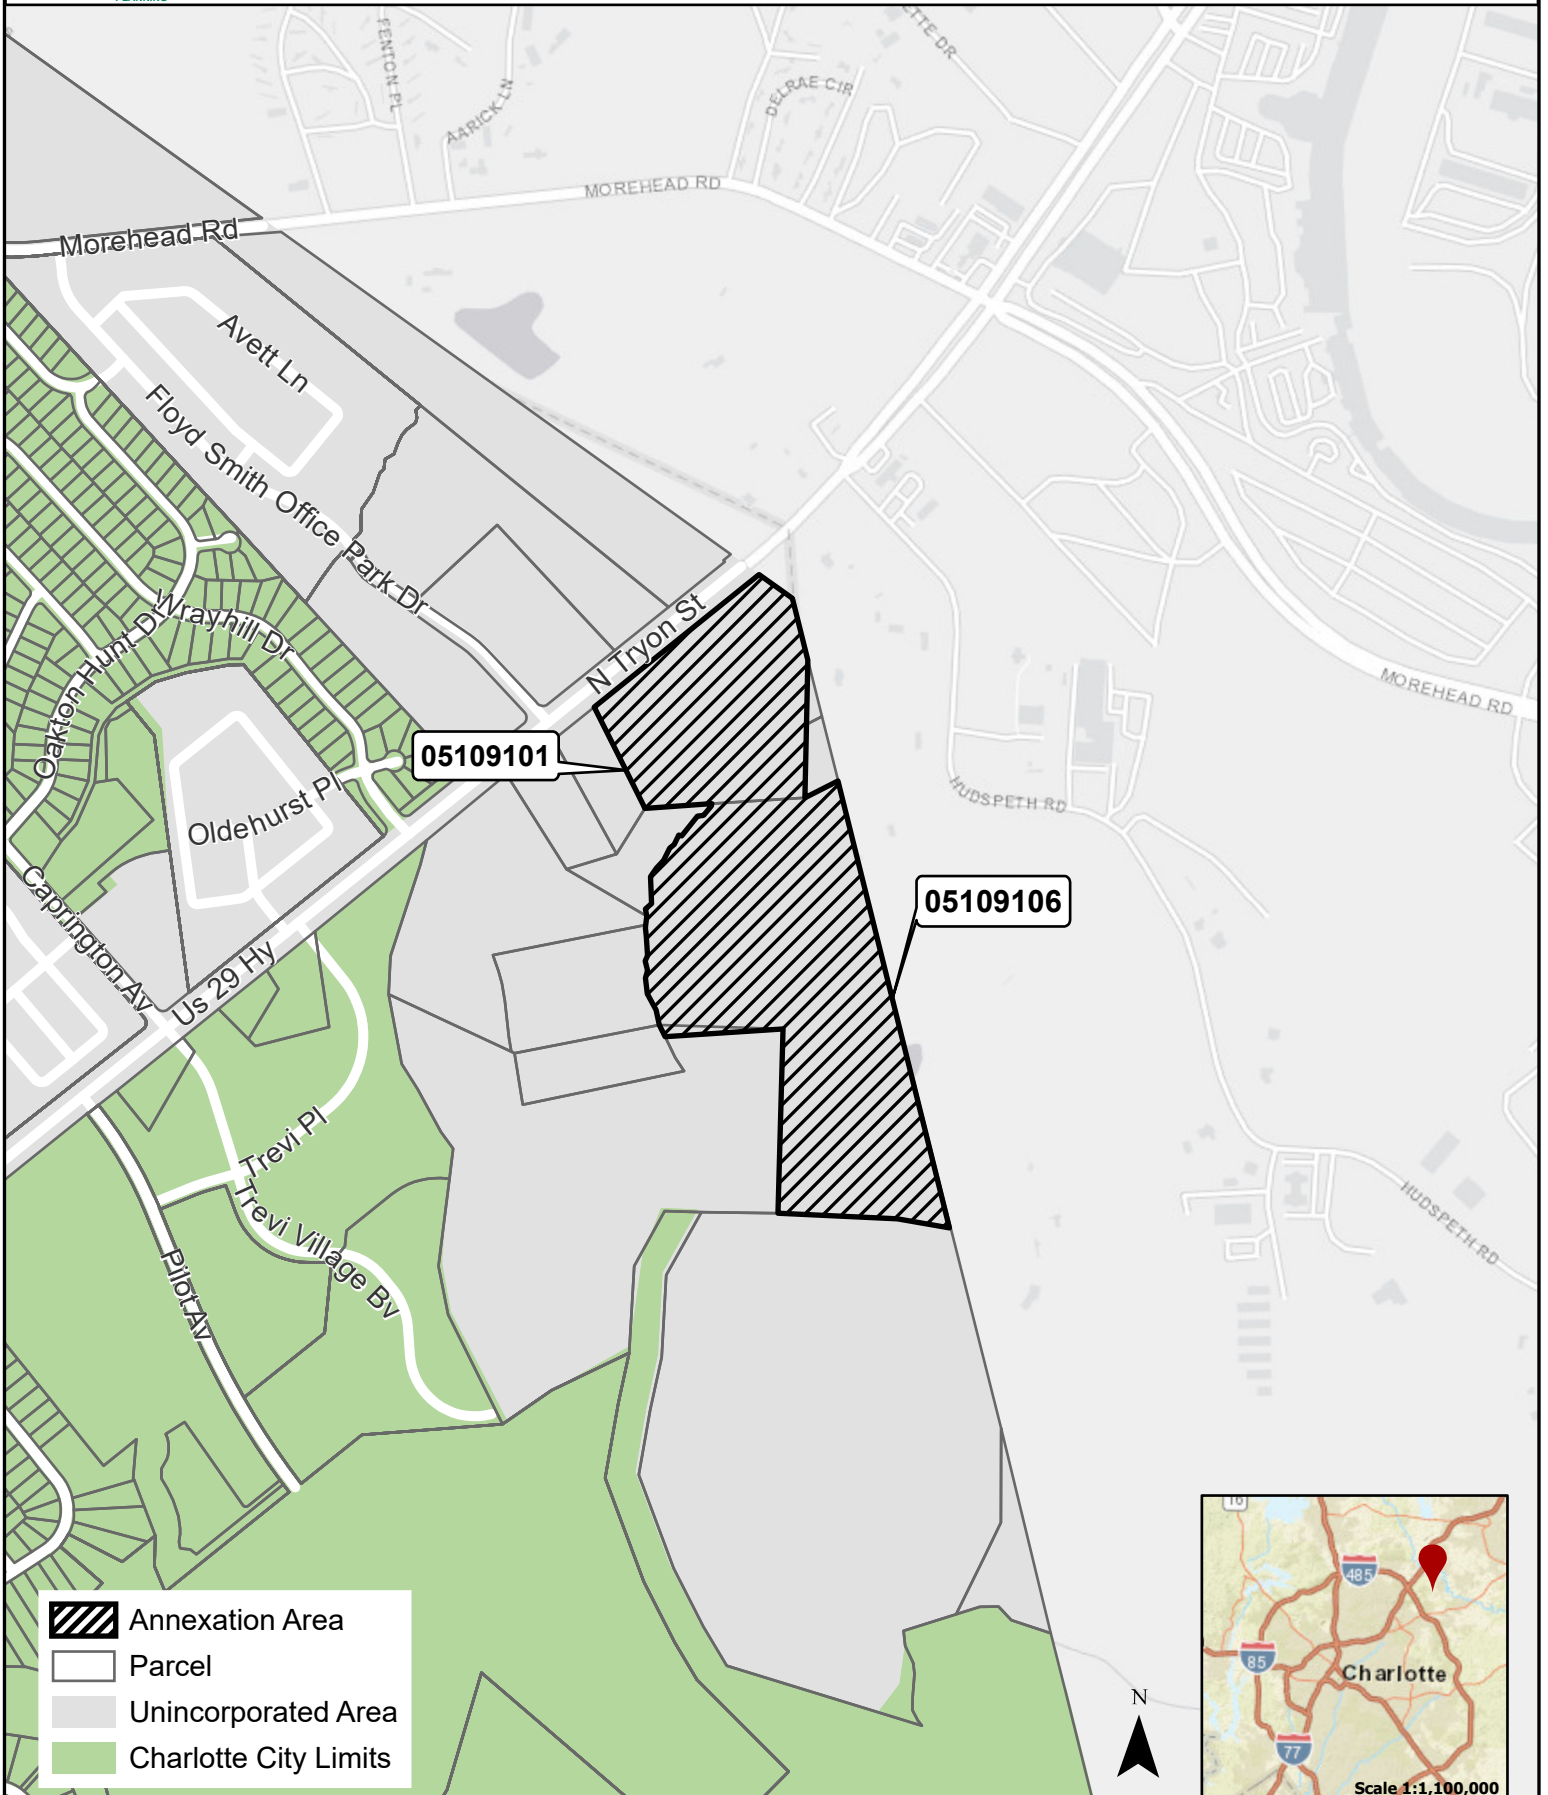 FENTON PL
AARICK LN
DELRAE CIR
ETTE DR
MOREHEAD RD
Morehead Rd
Avett Ln
Floyd Smith Office Park Dr
Wrayhill Dr
Oakton Hunt Dr
N Tryon St
MOREHEAD RD
05109101
Oldehurst Pl
HUDSPETH RD
05109106
Caprington Av
Us 29 Hy
Trevi Pl
Trevi Village Bv
Pilot Av
HUDSPETH RD
Annexation Area
Parcel
Unincorporated Area
Charlotte City Limits
N
16
485
85
Charlotte
77
Scale 1:1,100,000